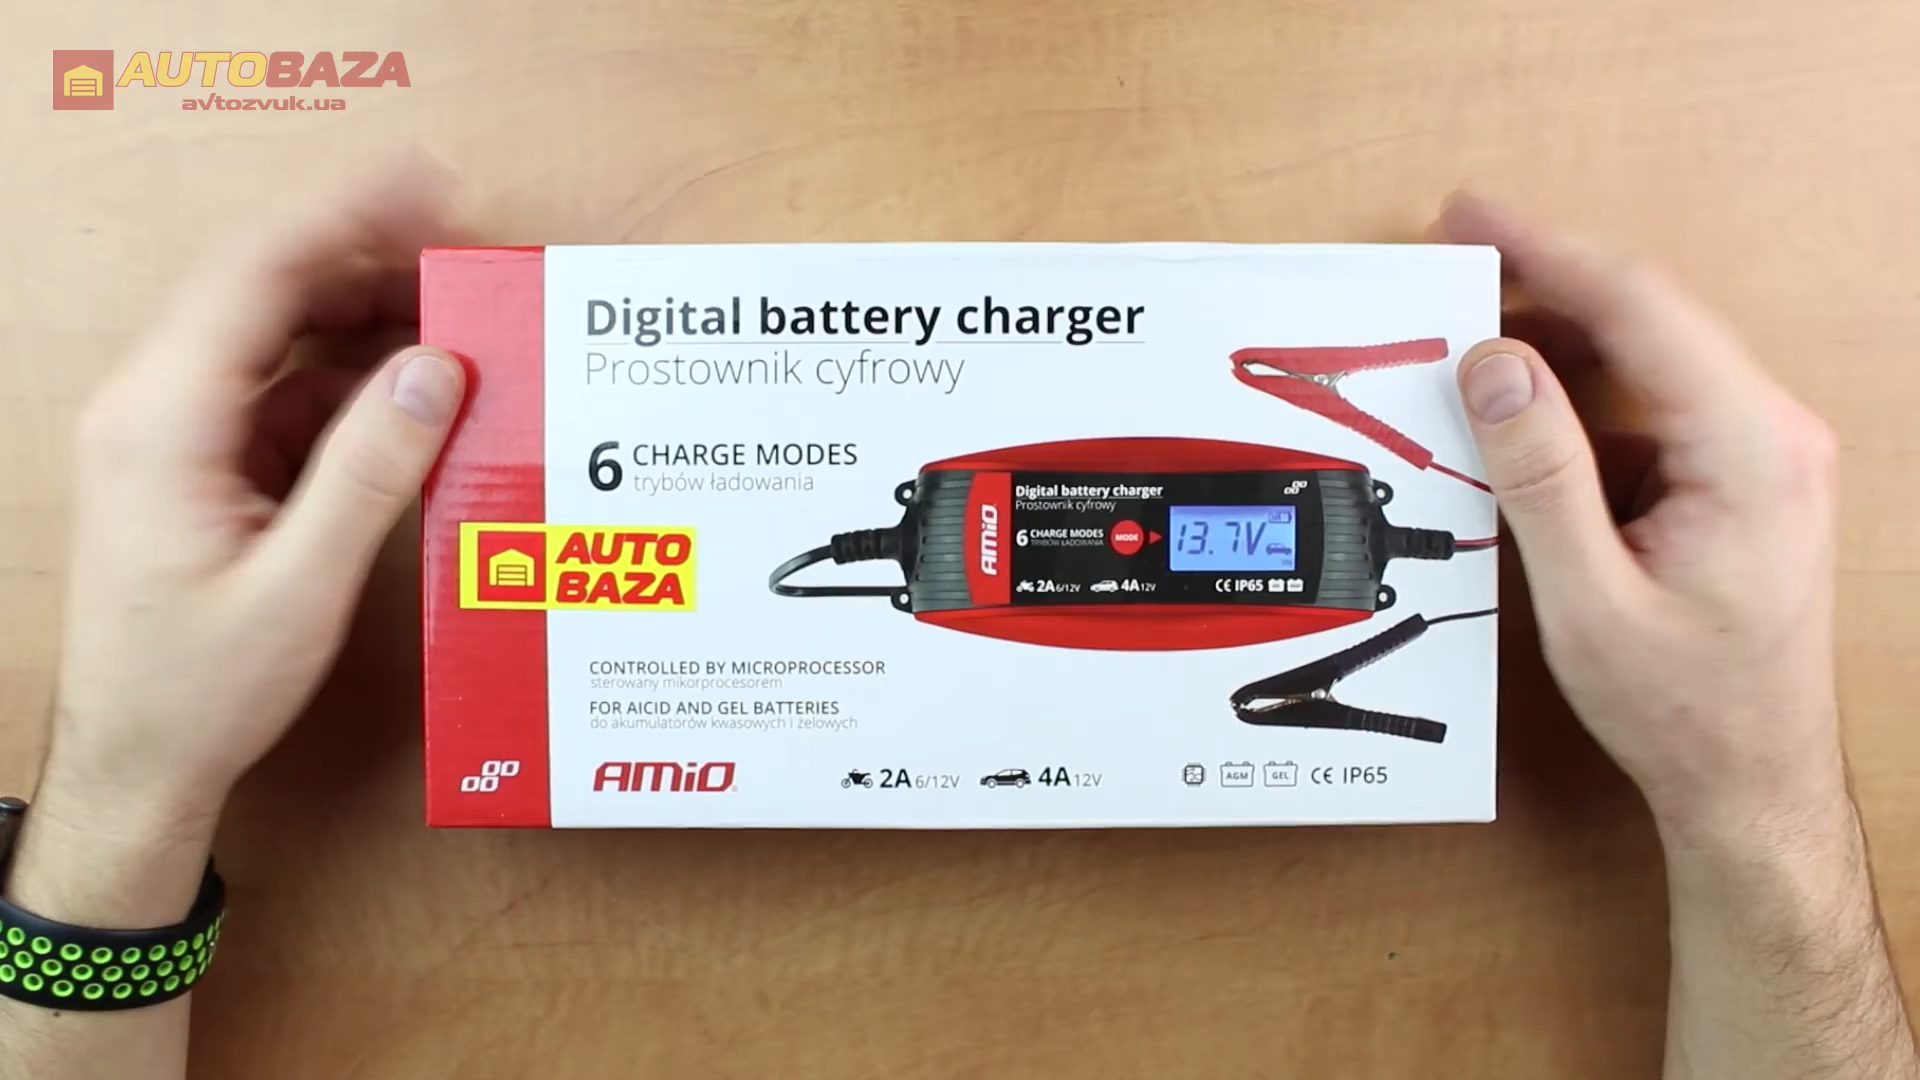 AUTOBAZA
avtozvuk.ua
Digital battery charger
Prostownik cyfrowy
6 CHARGE MODES
trybów ładowania
AUTO
BAZA
AMiO
Digital battery charger
Prostownik cyfrowy
6 CHARGE MODES
TRYBÓW ŁADOWANIA
MODE
13.7V
2A 6/12V
4A 12V
CE IP65
CONTROLLED BY MICROPROCESSOR
sterowany mikorprocesorem
FOR AICID AND GEL BATTERIES
do akumulatorów kwasowych i żelowych
AMiO
2A 6/12V
4A 12V
AGM
GEL
CE IP65